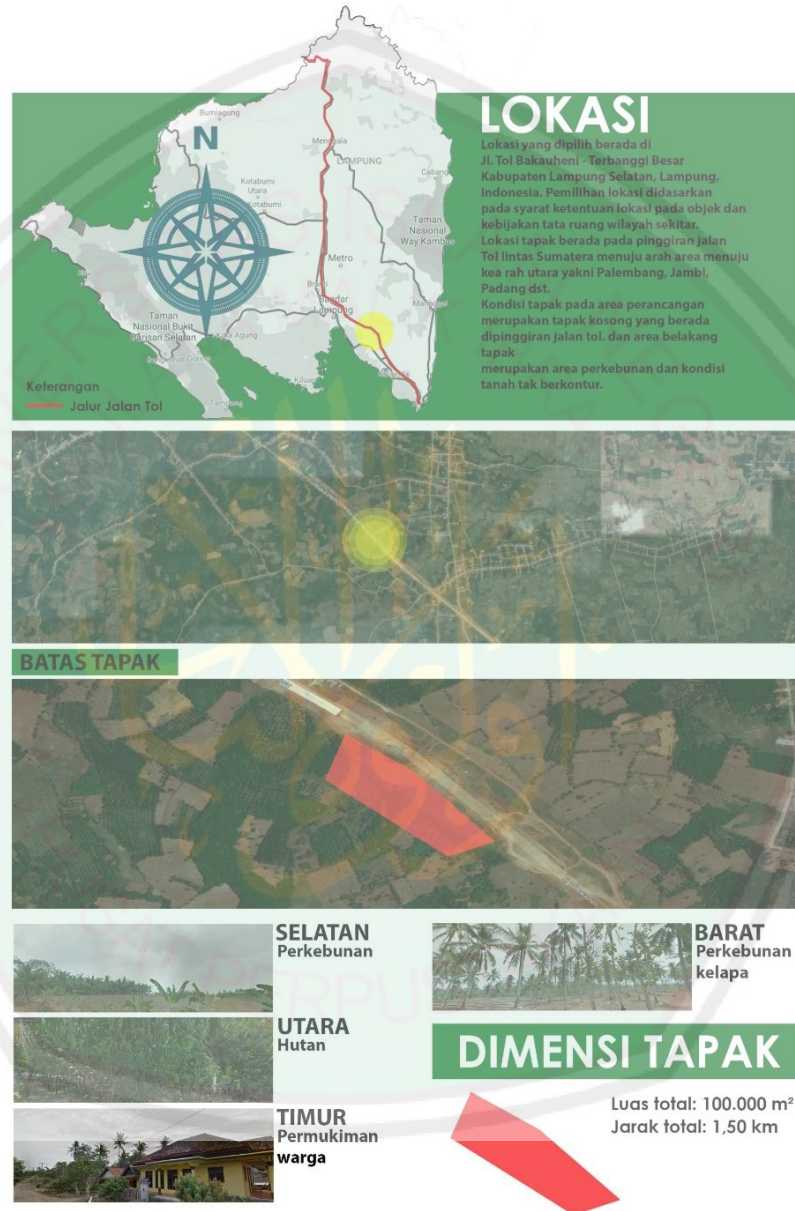 N
Bumiagung
Menggala
LAMPUNG
Kotabumi
Utara
Kotabumi
Cabang
Taman
Nasional
Way Kambas
Metro
Bandar
Lampung
Taman
Nasional Bukit
Barisan Selatan
Kota Agung
Kiluan
Tampang
Keterangan
Jalur Jalan Tol
LOKASI
Lokasi yang dipilih berada di
Jl. Tol Bakauheni - Terbanggi Besar
Kabupaten Lampung Selatan, Lampung,
Indonesia. Pemilihan lokasi didasarkan
pada syarat ketentuan lokasi pada objek dan
kebijakan tata ruang wilayah sekitar.
Lokasi tapak berada pada pinggiran jalan
Tol lintas Sumatera menuju arah area menuju
kea rah utara yakni Palembang, Jambi,
Padang dst.
Kondisi tapak pada area perancangan
merupakan tapak kosong yang berada
dipinggiran jalan tol. dan area belakang
tapak
merupakan area perkebunan dan kondisi
tanah tak berkontur.
BATAS TAPAK
SELATAN
Perkebunan
UTARA
Hutan
TIMUR
Permukiman
warga
BARAT
Perkebunan
kelapa
DIMENSI TAPAK
Luas total: 100.000 m²
Jarak total: 1,50 km